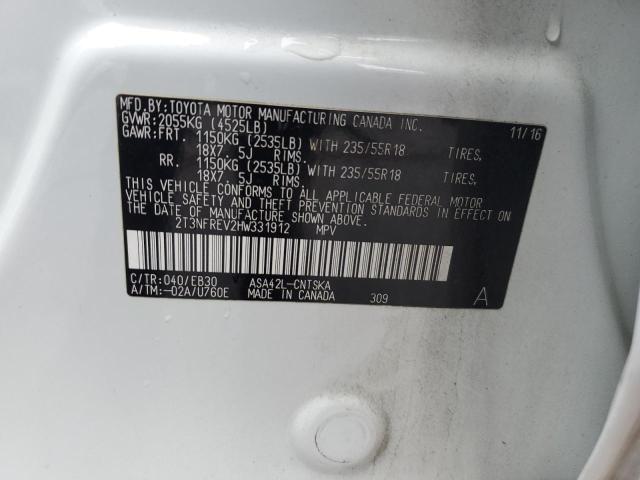 MFD.BY:TOYOTA MOTOR MANUFACTURING CANADA INC. 11/16
GVWR:2055KG (4525LB)
GAWR:FRT. 1150KG (2535LB) WITH 235/55R18 TIRES,
18X7. 5J RIMS.
RR. 1150KG (2535LB) WITH 235/55R18 TIRES,
18X7. 5J RIMS.
THIS VEHICLE CONFORMS TO ALL APPLICABLE FEDERAL MOTOR
VEHICLE SAFETY AND THEFT PREVENTION STANDARDS IN EFFECT ON
THE DATE OF MANUFACTURE SHOWN ABOVE.
2T3NFREV2HW331912 MPV
C/TR:040/EB30 ASA42L-CNTSKA
A/TM:-02A/U760E MADE IN CANADA 309 A